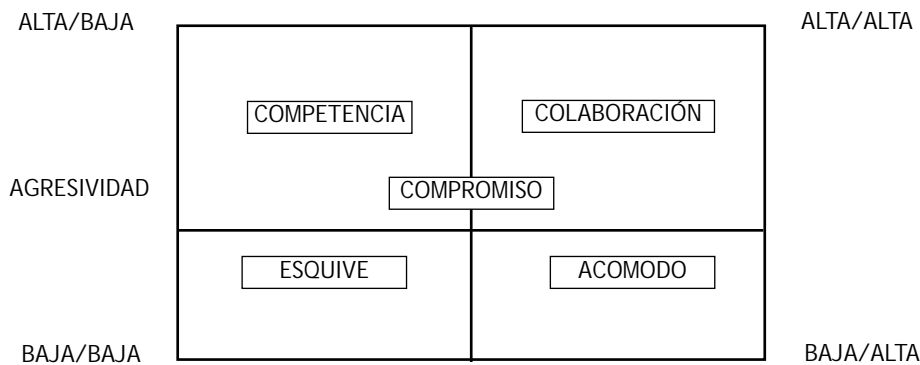 ALTA/BAJA
ALTA/ALTA
COMPETENCIA
COLABORACIÓN
AGRESIVIDAD
COMPROMISO
ESQUIVE
ACOMODO
BAJA/BAJA
BAJA/ALTA